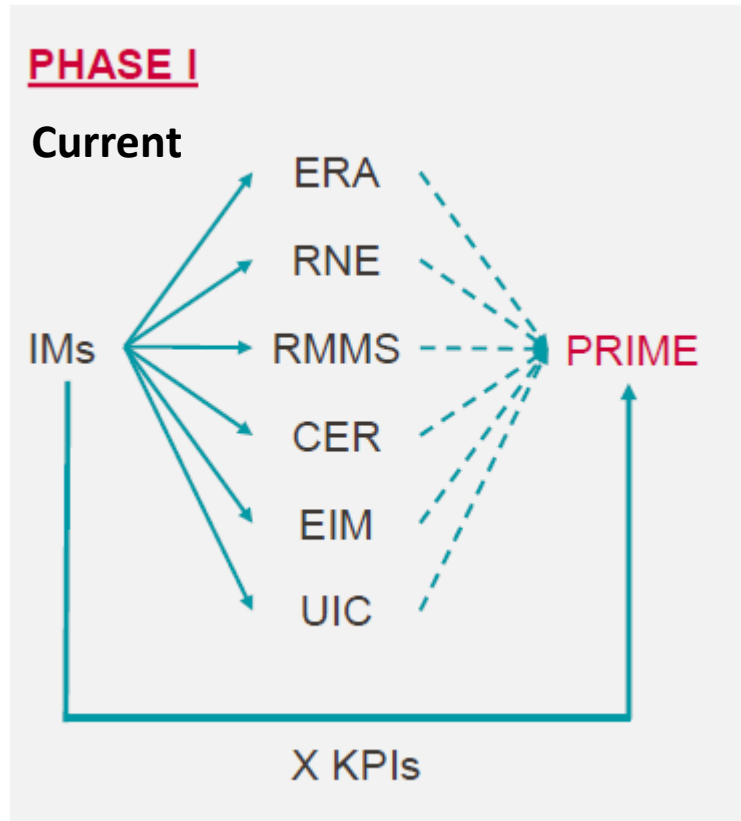 PHASE I
Current
ERA
RNE
IMs RMMS PRIME
CER
EIM
UIC
X KPIs